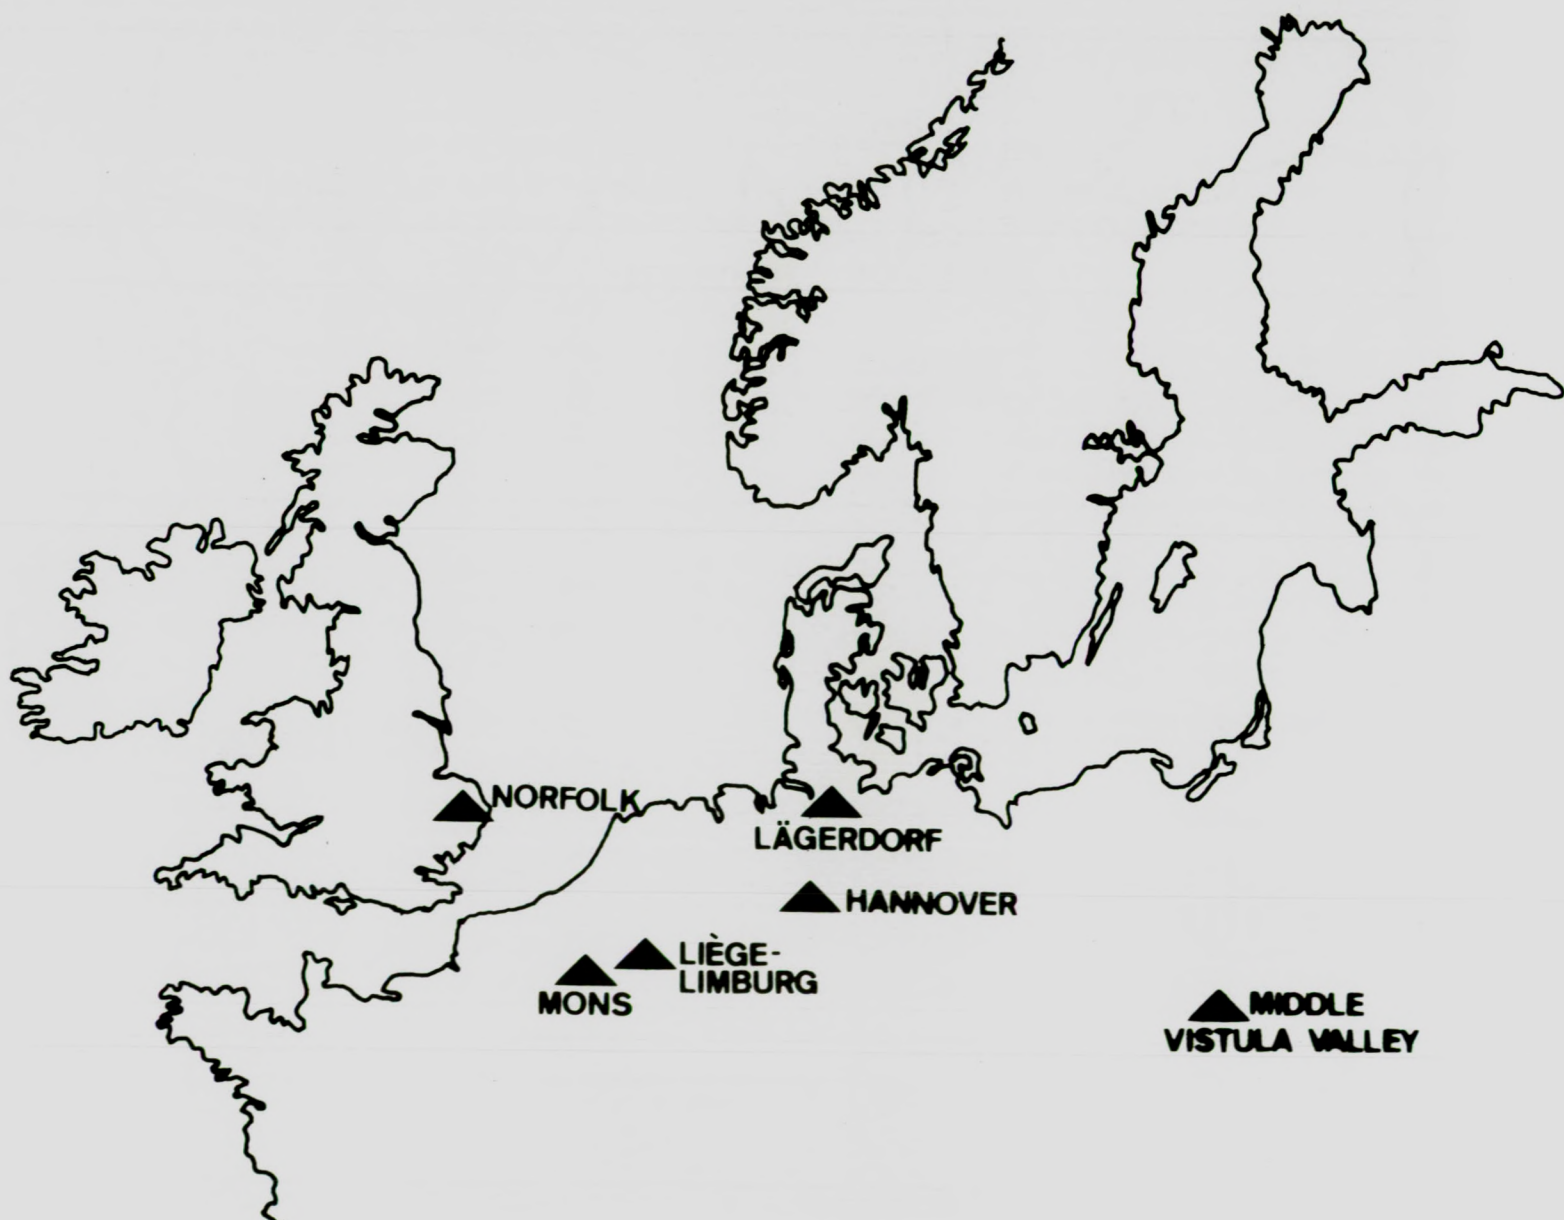 NORFOLK
LÄGERDORF
HANNOVER
LIÈGE-
LIMBURG
MONS
MIDDLE
VISTULA VALLEY